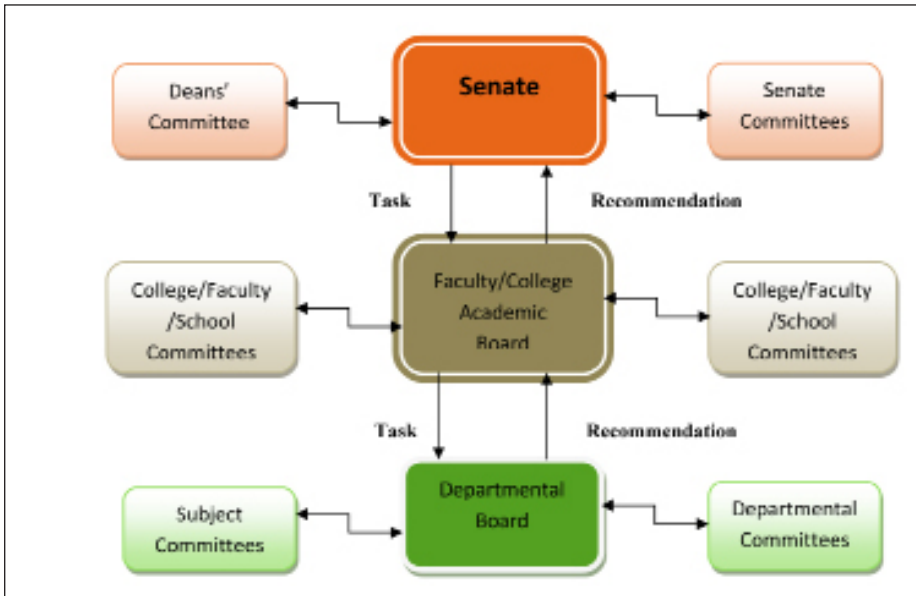 Senate
Deans'
Committee
Senate
Committees
Task
Recommendation
College/Faculty
/School
Committees
Faculty/College
Academic
Board
College/Faculty
/School
Committees
Task
Recommendation
Subject
Committees
Departmental
Board
Departmental
Committees